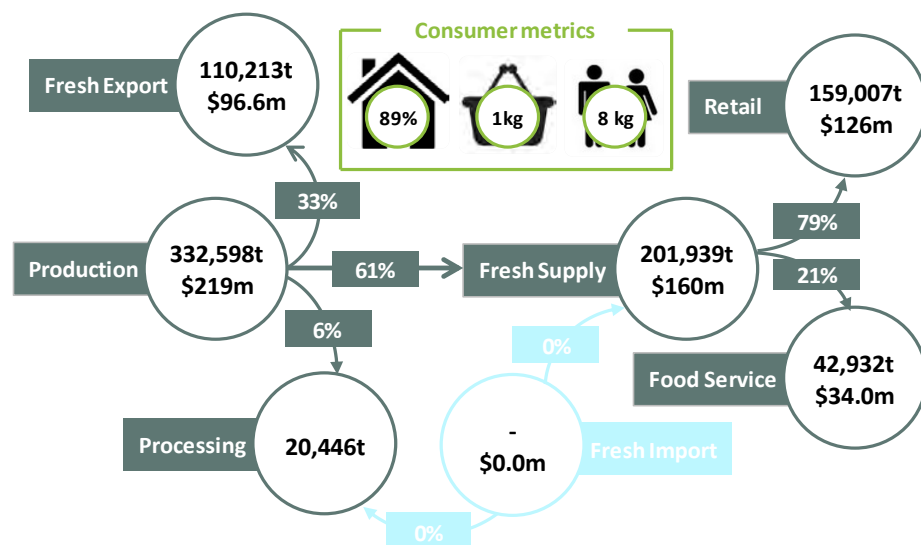 Consumer metrics
89%
1kg
8 kg
Fresh Export
110,213t
$96.6m
Retail
159,007t
$126m
33%
79%
Production
332,598t
$219m
61%
Fresh Supply
201,939t
$160m
21%
6%
0%
Food Service
42,932t
$34.0m
Processing
20,446t
-
$0.0m
Fresh Import
0%